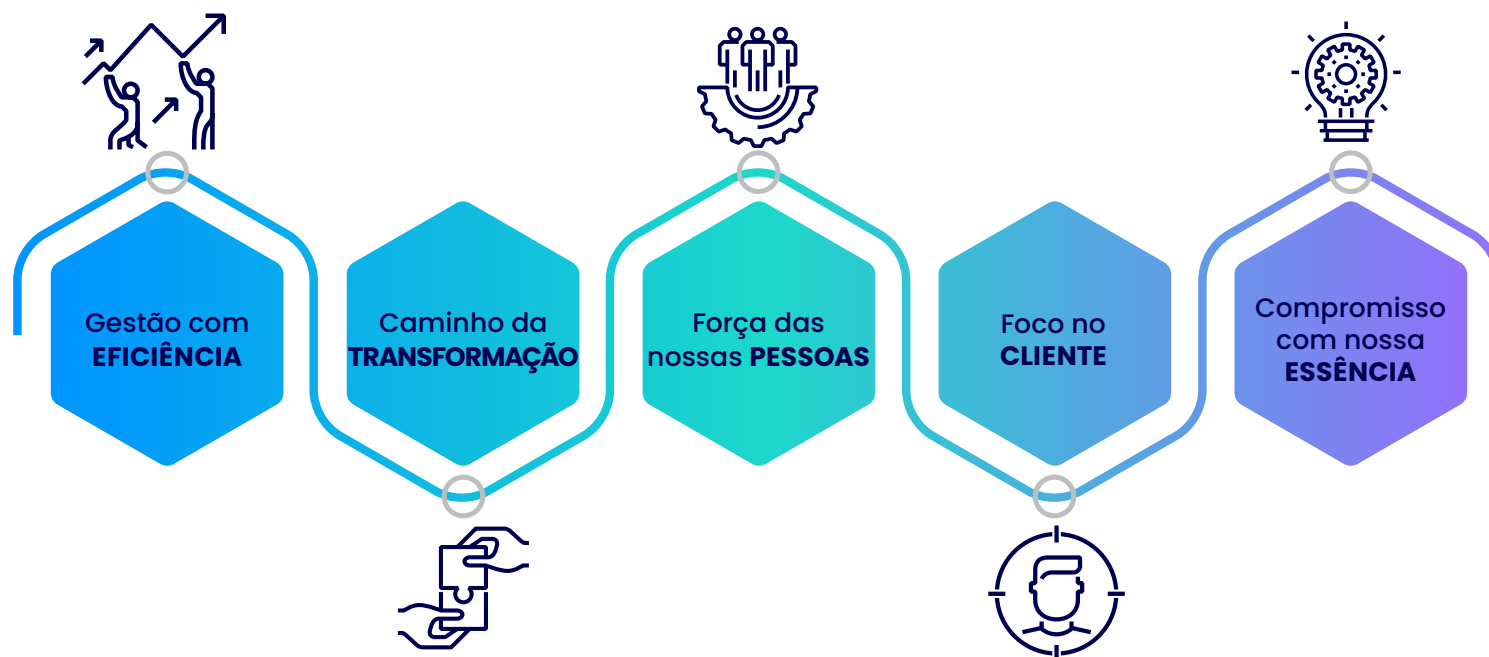 Gestão com
EFICIÊNCIA
Caminho da
TRANSFORMAÇÃO
Força das
nossas PESSOAS
Foco no
CLIENTE
Compromisso
com nossa
ESSÊNCIA